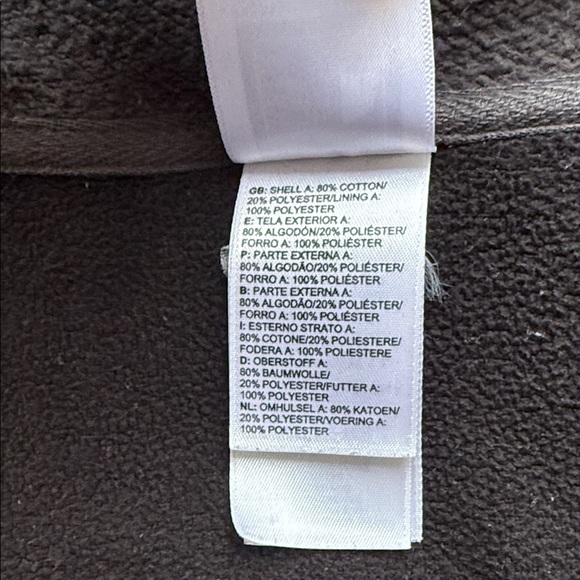 GB: SHELL A: 80% COTTON/
20% POLYESTER/LINING A:
100% POLYESTER
E: TELA EXTERIOR A:
80% ALGODÓN/20% POLIÉSTER/
FORRO A: 100% POLIÉSTER
P: PARTE EXTERNA A:
80% ALGODÃO/20% POLIÉSTER/
FORRO A: 100% POLIÉSTER
B: PARTE EXTERNA A:
80% ALGODÃO/20% POLIÉSTER/
FORRO A: 100% POLIÉSTER
I: ESTERNO STRATO A:
80% COTONE/20% POLIESTERE/
FODERA A: 100% POLIESTERE
D: OBERSTOFF A:
80% BAUMWOLLE/
20% POLYESTER/FUTTER A:
100% POLYESTER
NL: OMHULSEL A: 80% KATOEN/
20% POLYESTER/VOERING A:
100% POLYESTER